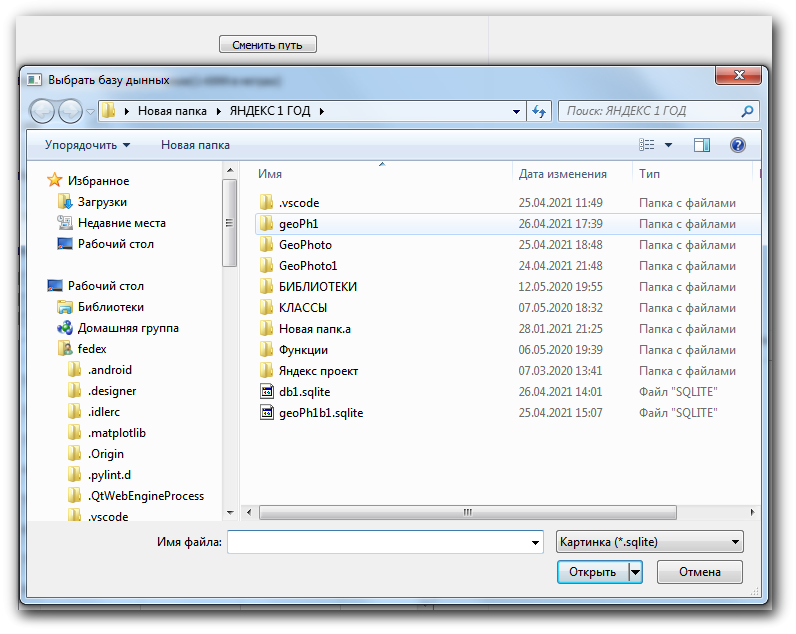 Сменить путь
Выбрать базу дынных
Новая папка ЯНДЕКС 1 ГОД
Поиск: ЯНДЕКС 1 ГОД
Упорядочить Новая папка
Избранное
Загрузки
Недавние места
Рабочий стол
Рабочий стол
Библиотеки
Домашняя группа
fedex
.android
.designer
.idlerc
.matplotlib
.Origin
.pylint.d
.QtWebEngineProcess
.vscode
Имя Дата изменения Тип
.vscode 25.04.2021 11:49 Папка с файлами
geoPh1 26.04.2021 17:39 Папка с файлами
GeoPhoto 25.04.2021 18:48 Папка с файлами
GeoPhoto1 24.04.2021 21:48 Папка с файлами
БИБЛИОТЕКИ 12.05.2020 19:55 Папка с файлами
КЛАССЫ 07.05.2020 18:32 Папка с файлами
Новая папк.а 28.01.2021 21:25 Папка с файлами
Функции 06.05.2020 19:39 Папка с файлами
Яндекс проект 07.03.2020 13:41 Папка с файлами
db1.sqlite 26.04.2021 14:01 Файл "SQLITE"
geoPh1b1.sqlite 25.04.2021 15:07 Файл "SQLITE"
Имя файла:
Картинка (*.sqlite)
Открыть Отмена